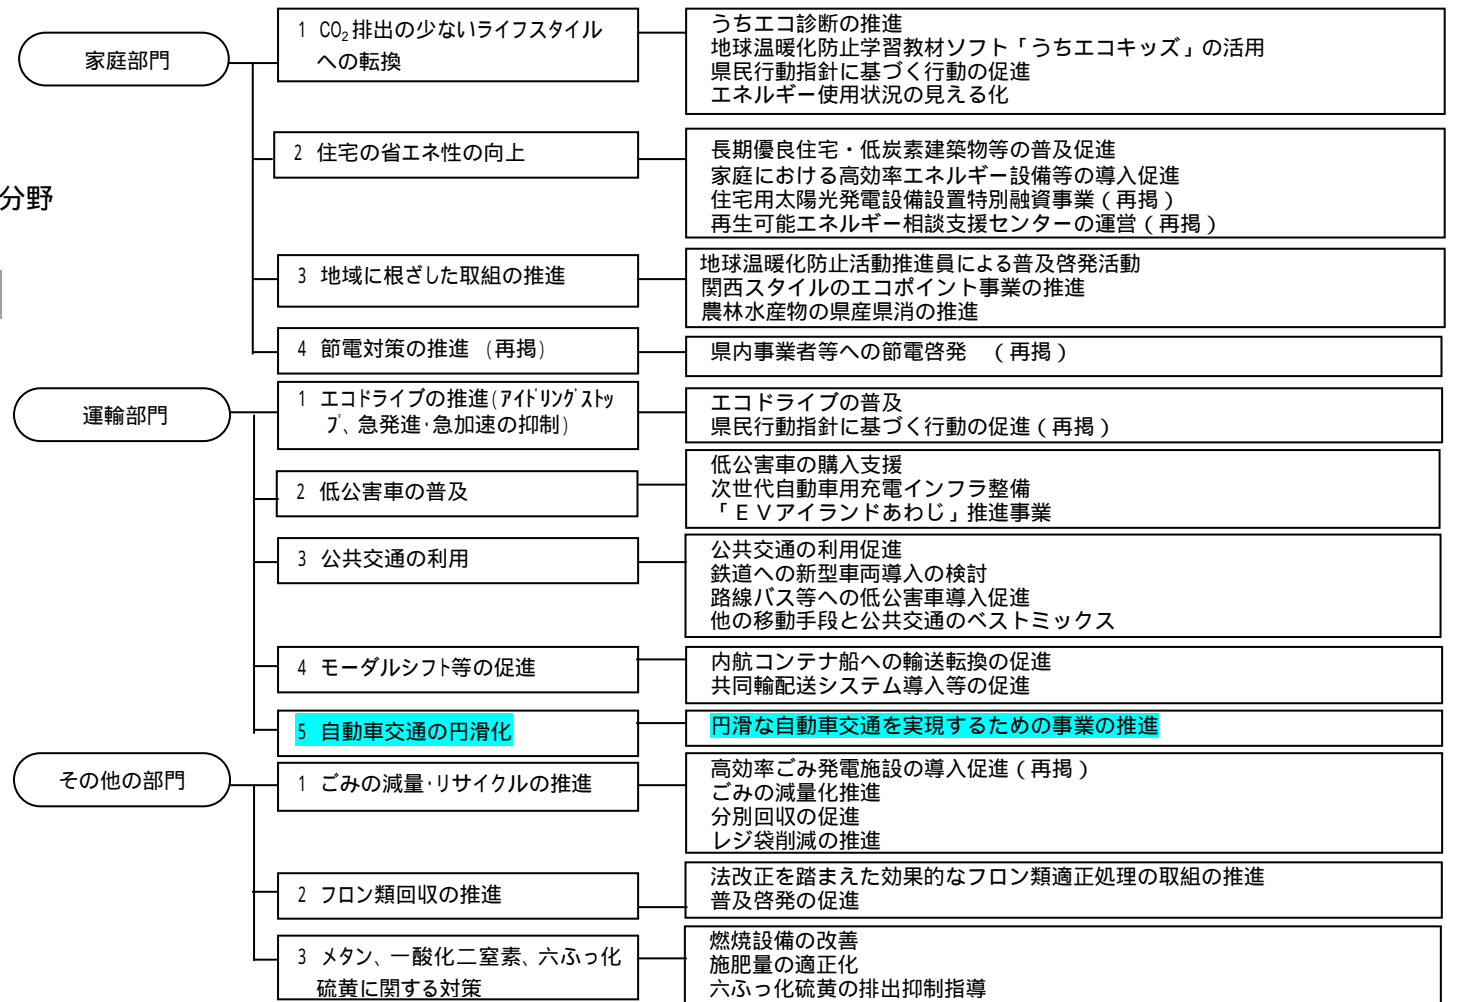 分野
家庭部門
1 CO₂排出の少ないライフスタイル
への転換
うちエコ診断の推進
地球温暖化防止学習教材ソフト「うちエコキッズ」の活用
県民行動指針に基づく行動の促進
エネルギー使用状況の見える化
2 住宅の省エネ性の向上
長期優良住宅・低炭素建築物等の普及促進
家庭における高効率エネルギー設備等の導入促進
住宅用太陽光発電設備設置特別融資事業(再掲)
再生可能エネルギー相談支援センターの運営(再掲)
3 地域に根ざした取組の推進
地球温暖化防止活動推進員による普及啓発活動
関西スタイルのエコポイント事業の推進
農林水産物の県産県消の推進
4 節電対策の推進 (再掲)
県内事業者等への節電啓発 (再掲)
運輸部門
1 エコドライブの推進(アイドリングストッ
プ、急発進・急加速の抑制)
エコドライブの普及
県民行動指針に基づく行動の促進(再掲)
2 低公害車の普及
低公害車の購入支援
次世代自動車用充電インフラ整備
「EVアイランドあわじ」推進事業
3 公共交通の利用
公共交通の利用促進
鉄道への新型車両導入の検討
路線バス等への低公害車導入促進
他の移動手段と公共交通のベストミックス
4 モーダルシフト等の促進
内航コンテナ船への輸送転換の促進
共同輸配送システム導入等の促進
5 自動車交通の円滑化
円滑な自動車交通を実現するための事業の推進
その他の部門
1 ごみの減量・リサイクルの推進
高効率ごみ発電施設の導入促進(再掲)
ごみの減量化推進
分別回収の促進
レジ袋削減の推進
2 フロン類回収の推進
法改正を踏まえた効果的なフロン類適正処理の取組の推進
普及啓発の促進
3 メタン、一酸化二窒素、六ふっ化
硫黄に関する対策
燃焼設備の改善
施肥量の適正化
六ふっ化硫黄の排出抑制指導